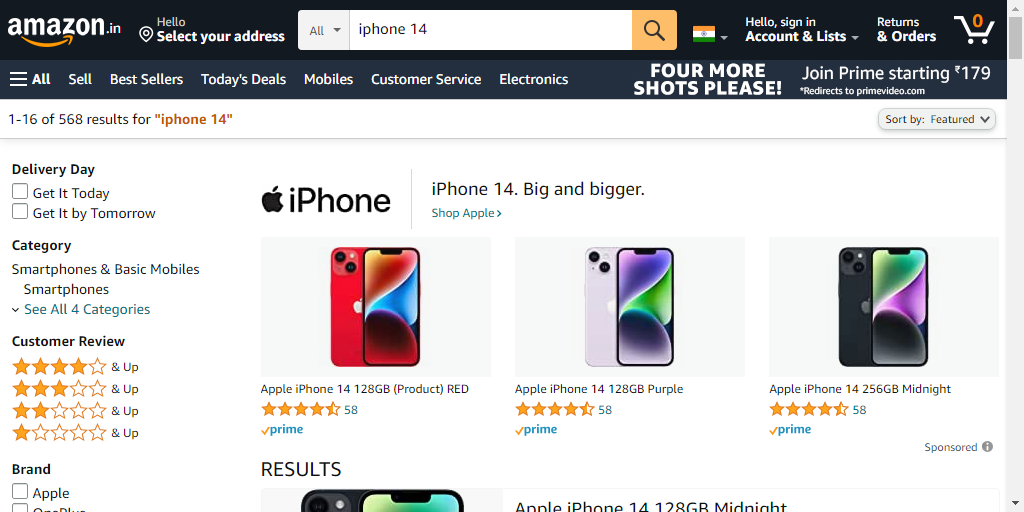 amazon.in
Hello
Select your address
All
iphone 14
Hello, sign in
Account & Lists
Returns
& Orders
0
All
Sell
Best Sellers
Today's Deals
Mobiles
Customer Service
Electronics
FOUR MORE
SHOTS PLEASE!
Join Prime starting ₹179
*Redirects to primevideo.com
1-16 of 568 results for "iphone 14"
Sort by: Featured
Delivery Day
Get It Today
Get It by Tomorrow
Category
Smartphones & Basic Mobiles
Smartphones
See All 4 Categories
Customer Review
& Up
& Up
& Up
& Up
Brand
Apple
OnePlus
iPhone
iPhone 14. Big and bigger.
Shop Apple
Apple iPhone 14 128GB (Product) RED
58
prime
Apple iPhone 14 128GB Purple
58
prime
Apple iPhone 14 256GB Midnight
58
prime
Sponsored
RESULTS
Apple iPhone 14 128GB Midnight